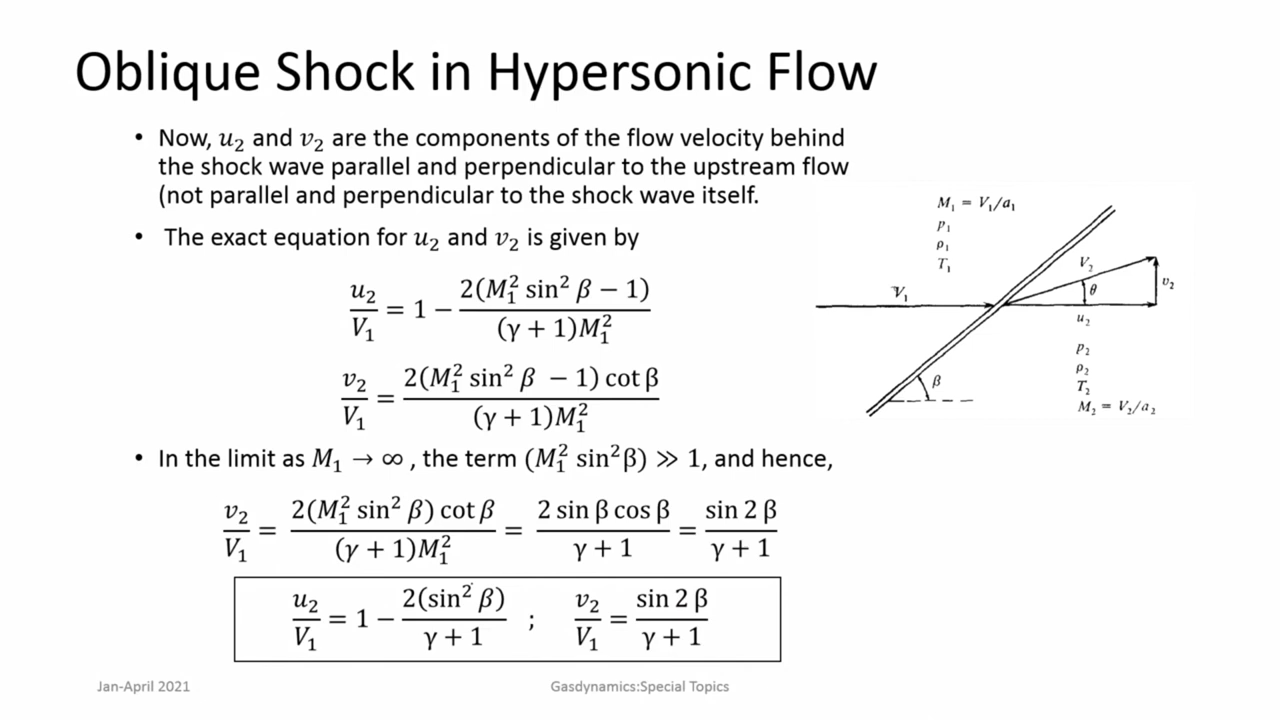 Oblique Shock in Hypersonic Flow
• Now, u₂ and v₂ are the components of the flow velocity behind
the shock wave parallel and perpendicular to the upstream flow
(not parallel and perpendicular to the shock wave itself.
• The exact equation for u₂ and v₂ is given by
u₂/V₁ = 1 − 2(M₁² sin² β − 1)/((γ + 1)M₁²)
v₂/V₁ = 2(M₁² sin² β − 1) cot β/((γ + 1)M₁²)
• In the limit as M₁ → ∞ , the term (M₁² sin²β) ≫ 1, and hence,
v₂/V₁ = 2(M₁² sin² β) cot β/((γ + 1)M₁²) = 2 sin β cos β/(γ + 1) = sin 2 β/(γ + 1)
u₂/V₁ = 1 − 2(sin² β)/(γ + 1) ; v₂/V₁ = sin 2 β/(γ + 1)
M₁ = V₁/a₁
p₁
ρ₁
T₁
V₁
V₂
θ
v₂
u₂
β
p₂
ρ₂
T₂
M₂ = V₂/a₂
Jan-April 2021
Gasdynamics:Special Topics